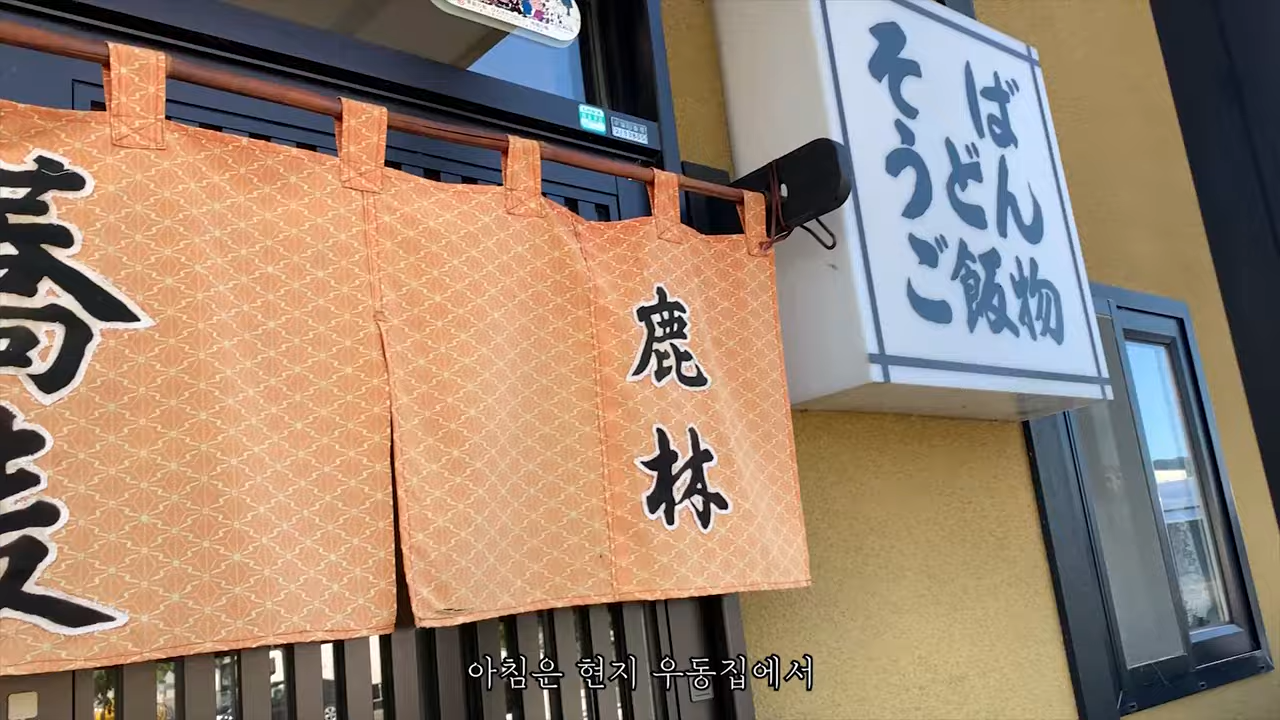 蕎
鹿林
そば
うどん
ご飯物
아침은 현지 우동집에서